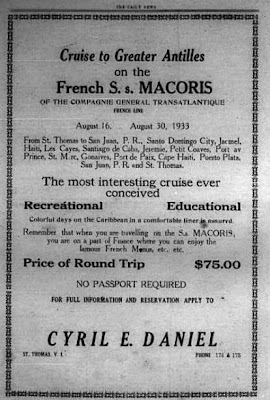 THE DAILY NEWS
Cruise to Greater Antilles
on the
French S. s. MACORIS
OF THE COMPAGNIE GENERAL TRANSATLANTIQUE
FRENCH LINE
August 16. August 30, 1933
From St. Thomas to San Juan, P. R., Santo Domingo City, Jacmel,
Haiti, Les Cayes, Santiago de Cuba, Jeremie, Petit Goaves, Port av
Prince, St. Marc, Gonaives, Port de Paix, Cape Haiti, Puerto Plata,
San Juan, P. R. and St. Thomas.
The most interesting cruise ever
conceived
Recreational Educational
Colorful days on the Caribbean in a comfortable liner is assured.
Remember that when you are travelling on the S.s. MACORIS,
you are on a part of France where you can enjoy the
famous French Menus, etc. etc.
Price of Round Trip $75.00
NO PASSPORT REQUIRED
FOR FULL INFORMATION AND RESERVATION APPLY TO
CYRIL E. DANIEL
ST. THOMAS, V. I. PHONE 174 & 175